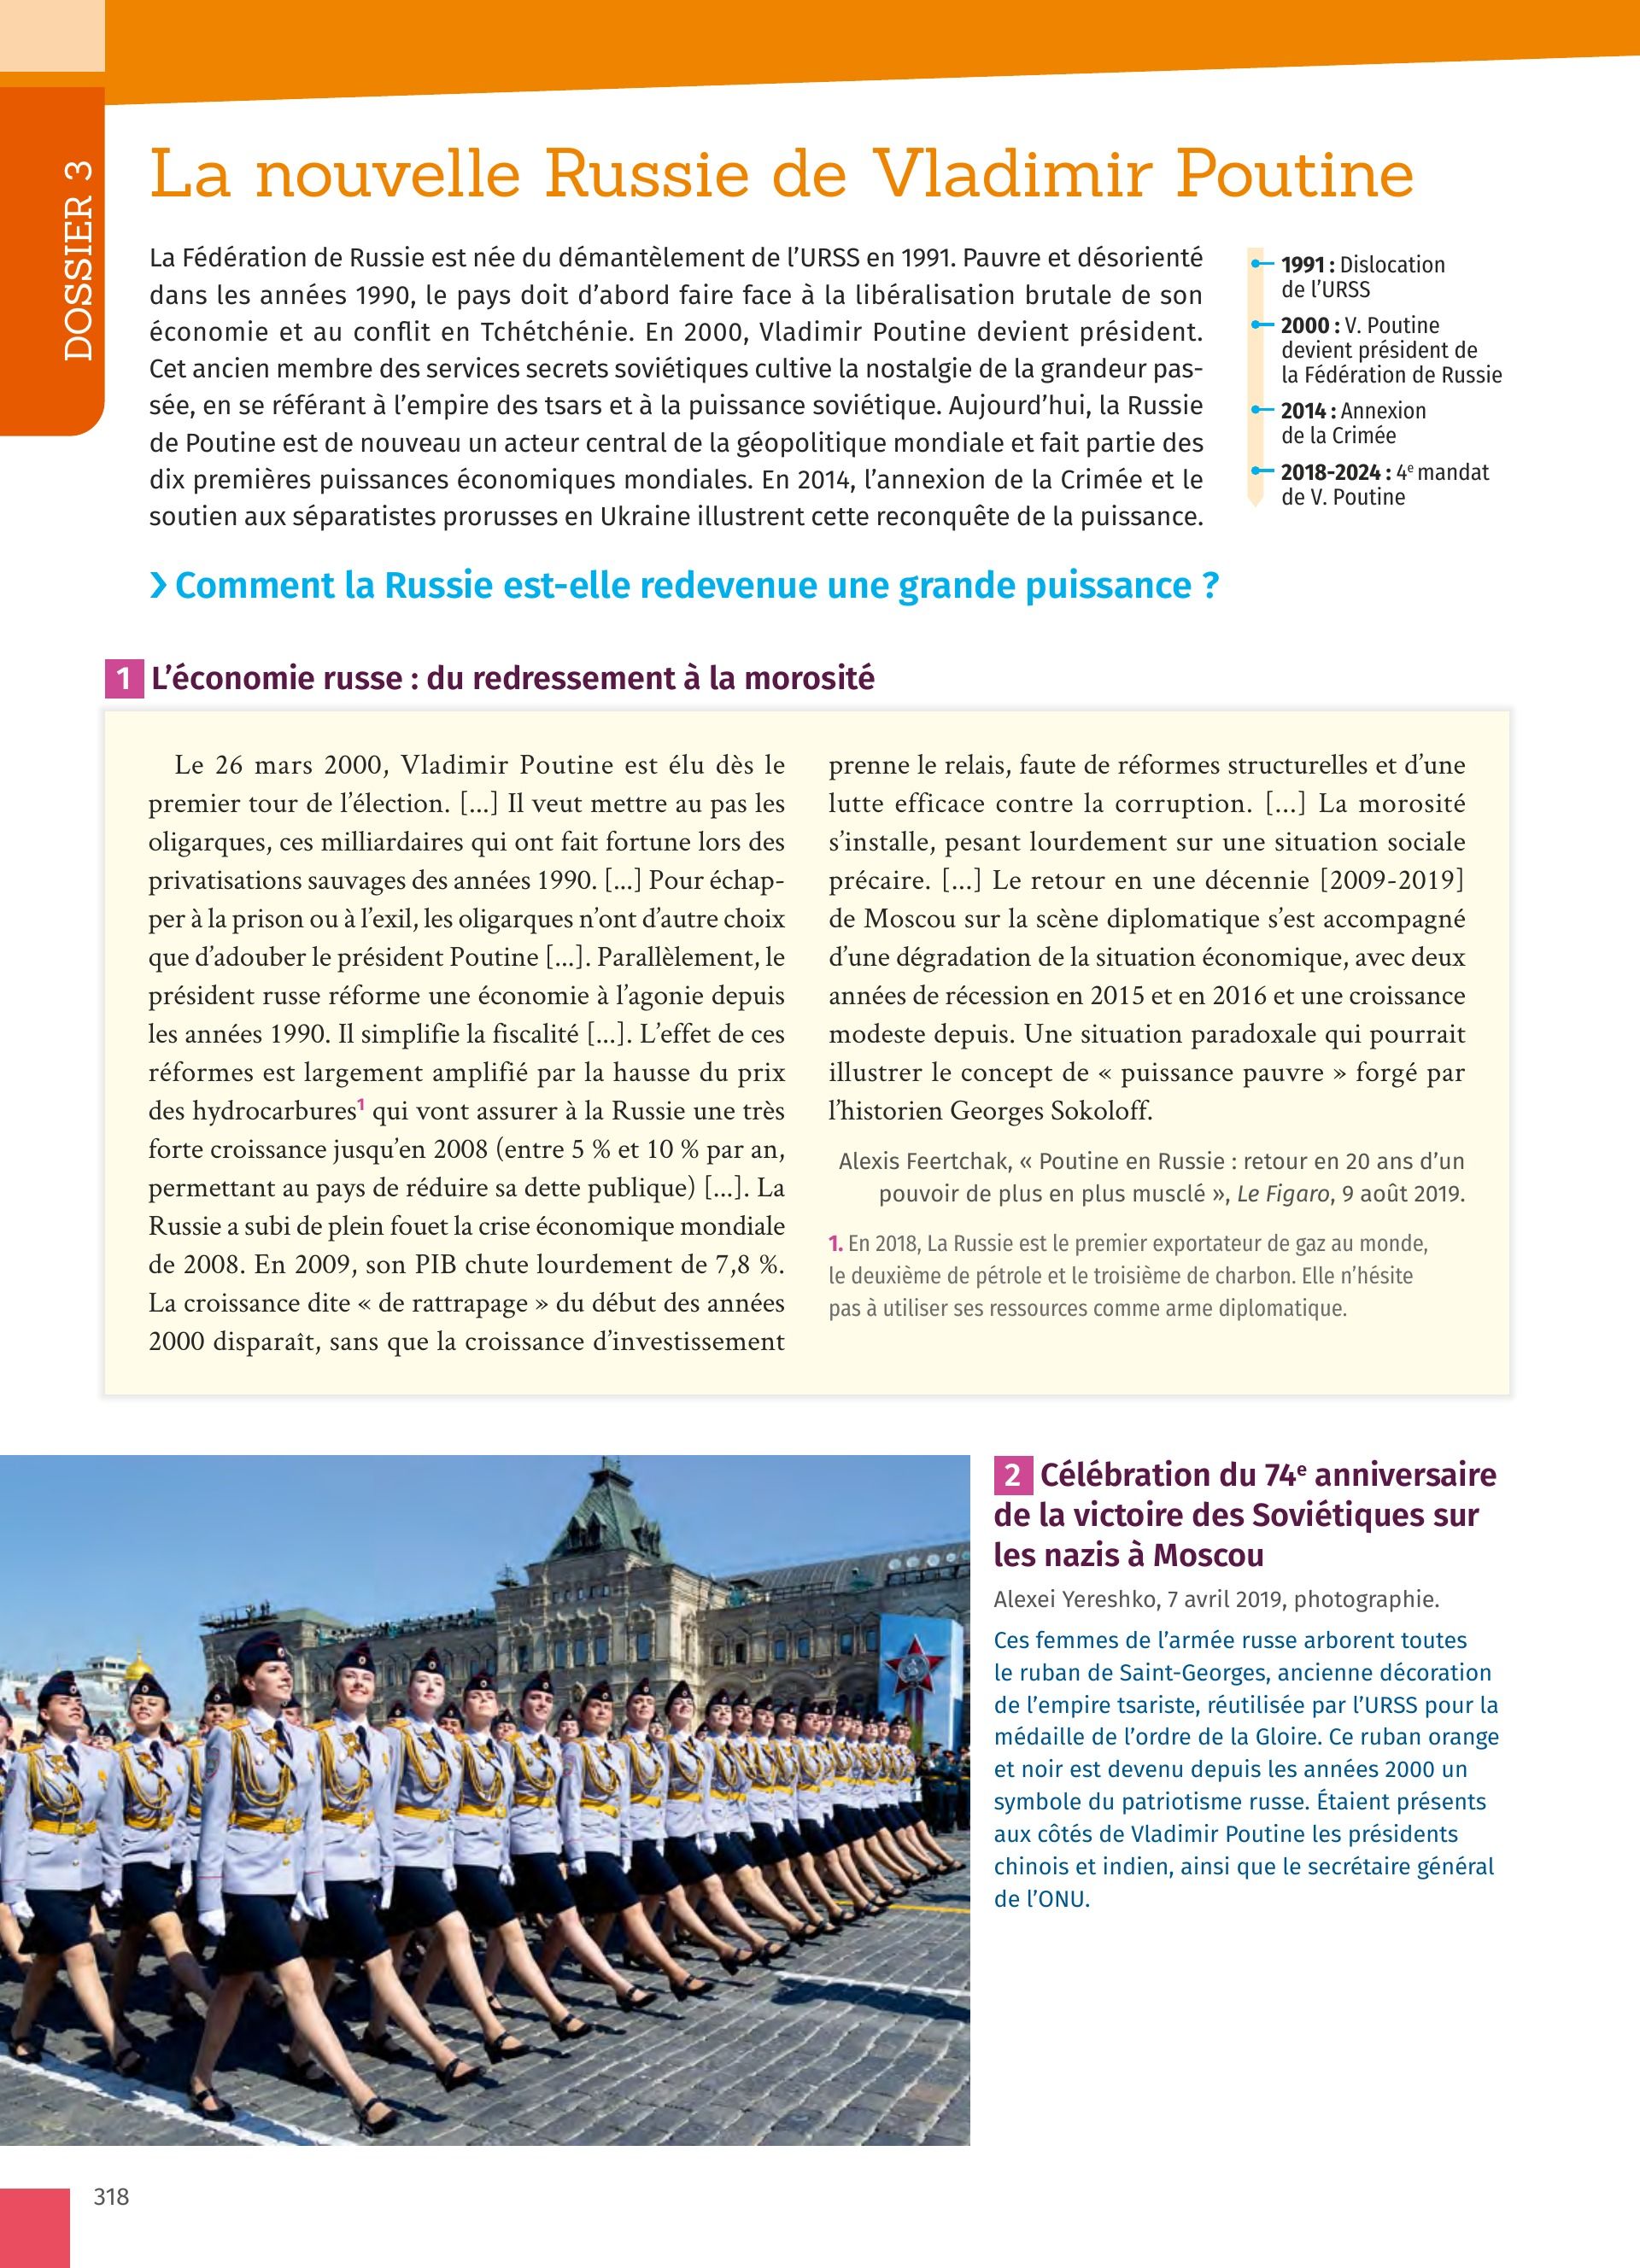 DOSSIER 3
La nouvelle Russie de Vladimir Poutine
La Fédération de Russie est née du démantèlement de l'URSS en 1991. Pauvre et désorienté
dans les années 1990, le pays doit d'abord faire face à la libéralisation brutale de son
économie et au conflit en Tchétchénie. En 2000, Vladimir Poutine devient président.
Cet ancien membre des services secrets soviétiques cultive la nostalgie de la grandeur pas-
sée, en se référant à l'empire des tsars et à la puissance soviétique. Aujourd'hui, la Russie
de Poutine est de nouveau un acteur central de la géopolitique mondiale et fait partie des
dix premières puissances économiques mondiales. En 2014, l'annexion de la Crimée et le
soutien aux séparatistes prorusses en Ukraine illustrent cette reconquête de la puissance.
1991 : Dislocation
de l'URSS
2000 : V. Poutine
devient président de
la Fédération de Russie
2014 : Annexion
de la Crimée
2018-2024 : 4e mandat
de V. Poutine
› Comment la Russie est-elle redevenue une grande puissance ?
1 L'économie russe : du redressement à la morosité
Le 26 mars 2000, Vladimir Poutine est élu dès le
premier tour de l'élection. [...] Il veut mettre au pas les
oligarques, ces milliardaires qui ont fait fortune lors des
privatisations sauvages des années 1990. [...] Pour échap-
per à la prison ou à l'exil, les oligarques n'ont d'autre choix
que d'adouber le président Poutine [...]. Parallèlement, le
président russe réforme une économie à l'agonie depuis
les années 1990. Il simplifie la fiscalité [...]. L'effet de ces
réformes est largement amplifié par la hausse du prix
des hydrocarbures1 qui vont assurer à la Russie une très
forte croissance jusqu'en 2008 (entre 5 % et 10 % par an,
permettant au pays de réduire sa dette publique) [...]. La
Russie a subi de plein fouet la crise économique mondiale
de 2008. En 2009, son PIB chute lourdement de 7,8 %.
La croissance dite « de rattrapage » du début des années
2000 disparaît, sans que la croissance d'investissement
prenne le relais, faute de réformes structurelles et d'une
lutte efficace contre la corruption. [...] La morosité
s'installe, pesant lourdement sur une situation sociale
précaire. [...] Le retour en une décennie [2009-2019]
de Moscou sur la scène diplomatique s'est accompagné
d'une dégradation de la situation économique, avec deux
années de récession en 2015 et en 2016 et une croissance
modeste depuis. Une situation paradoxale qui pourrait
illustrer le concept de « puissance pauvre » forgé par
l'historien Georges Sokoloff.
Alexis Feertchak, « Poutine en Russie : retour en 20 ans d'un
pouvoir de plus en plus musclé », Le Figaro, 9 août 2019.
1. En 2018, La Russie est le premier exportateur de gaz au monde,
le deuxième de pétrole et le troisième de charbon. Elle n'hésite
pas à utiliser ses ressources comme arme diplomatique.
2 Célébration du 74e anniversaire
de la victoire des Soviétiques sur
les nazis à Moscou
Alexei Yereshko, 7 avril 2019, photographie.
Ces femmes de l'armée russe arborent toutes
le ruban de Saint-Georges, ancienne décoration
de l'empire tsariste, réutilisée par l'URSS pour la
médaille de l'ordre de la Gloire. Ce ruban orange
et noir est devenu depuis les années 2000 un
symbole du patriotisme russe. Étaient présents
aux côtés de Vladimir Poutine les présidents
chinois et indien, ainsi que le secrétaire général
de l'ONU.
318